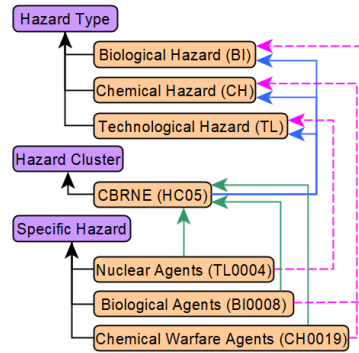 Hazard Type
Biological Hazard (BI)
Chemical Hazard (CH)
Technological Hazard (TL)
Hazard Cluster
CBRNE (HC05)
Specific Hazard
Nuclear Agents (TL0004)
Biological Agents (BI0008)
Chemical Warfare Agents (CH0019)